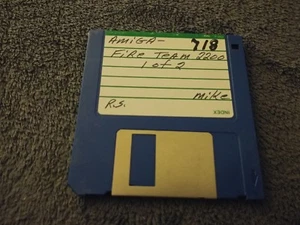 AMIGA- 718
FiRe TeAm 2200
1 of 2
mike
R.S.